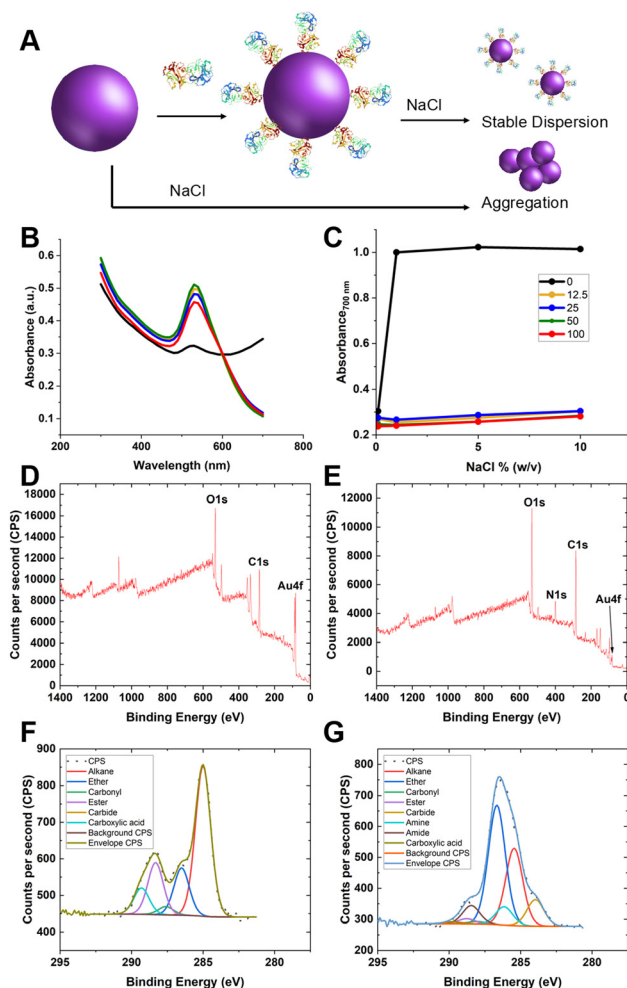 A
NaCl
Stable Dispersion
NaCl
Aggregation
B
Absorbance (a.u.)
0.6
0.5
0.4
0.3
0.2
0.1
200
400
600
800
Wavelength (nm)
C
Absorbance700 nm
1.0
0.8
0.6
0.4
0.2
0
12.5
25
50
100
0
5
10
NaCl % (w/v)
D
Counts per second (CPS)
18000
16000
14000
12000
10000
8000
6000
4000
2000
0
O1s
C1s
Au4f
1400 1200 1000 800 600 400 200 0
Binding Energy (eV)
E
Counts per second (CPS)
12000
10000
8000
6000
4000
2000
0
O1s
C1s
N1s
Au4f
1400 1200 1000 800 600 400 200 0
Binding Energy (eV)
F
Counts per second (CPS)
900
800
700
600
500
400
CPS
Alkane
Ether
Carbonyl
Ester
Carbide
Carboxylic acid
Background CPS
Envelope CPS
295
290
285
280
Binding Energy (eV)
G
Counts per second (CPS)
800
700
600
500
400
300
200
CPS
Alkane
Ether
Carbonyl
Ester
Carbide
Amine
Amide
Carboxylic acid
Background CPS
Envelope CPS
295
290
285
280
Binding Energy (eV)